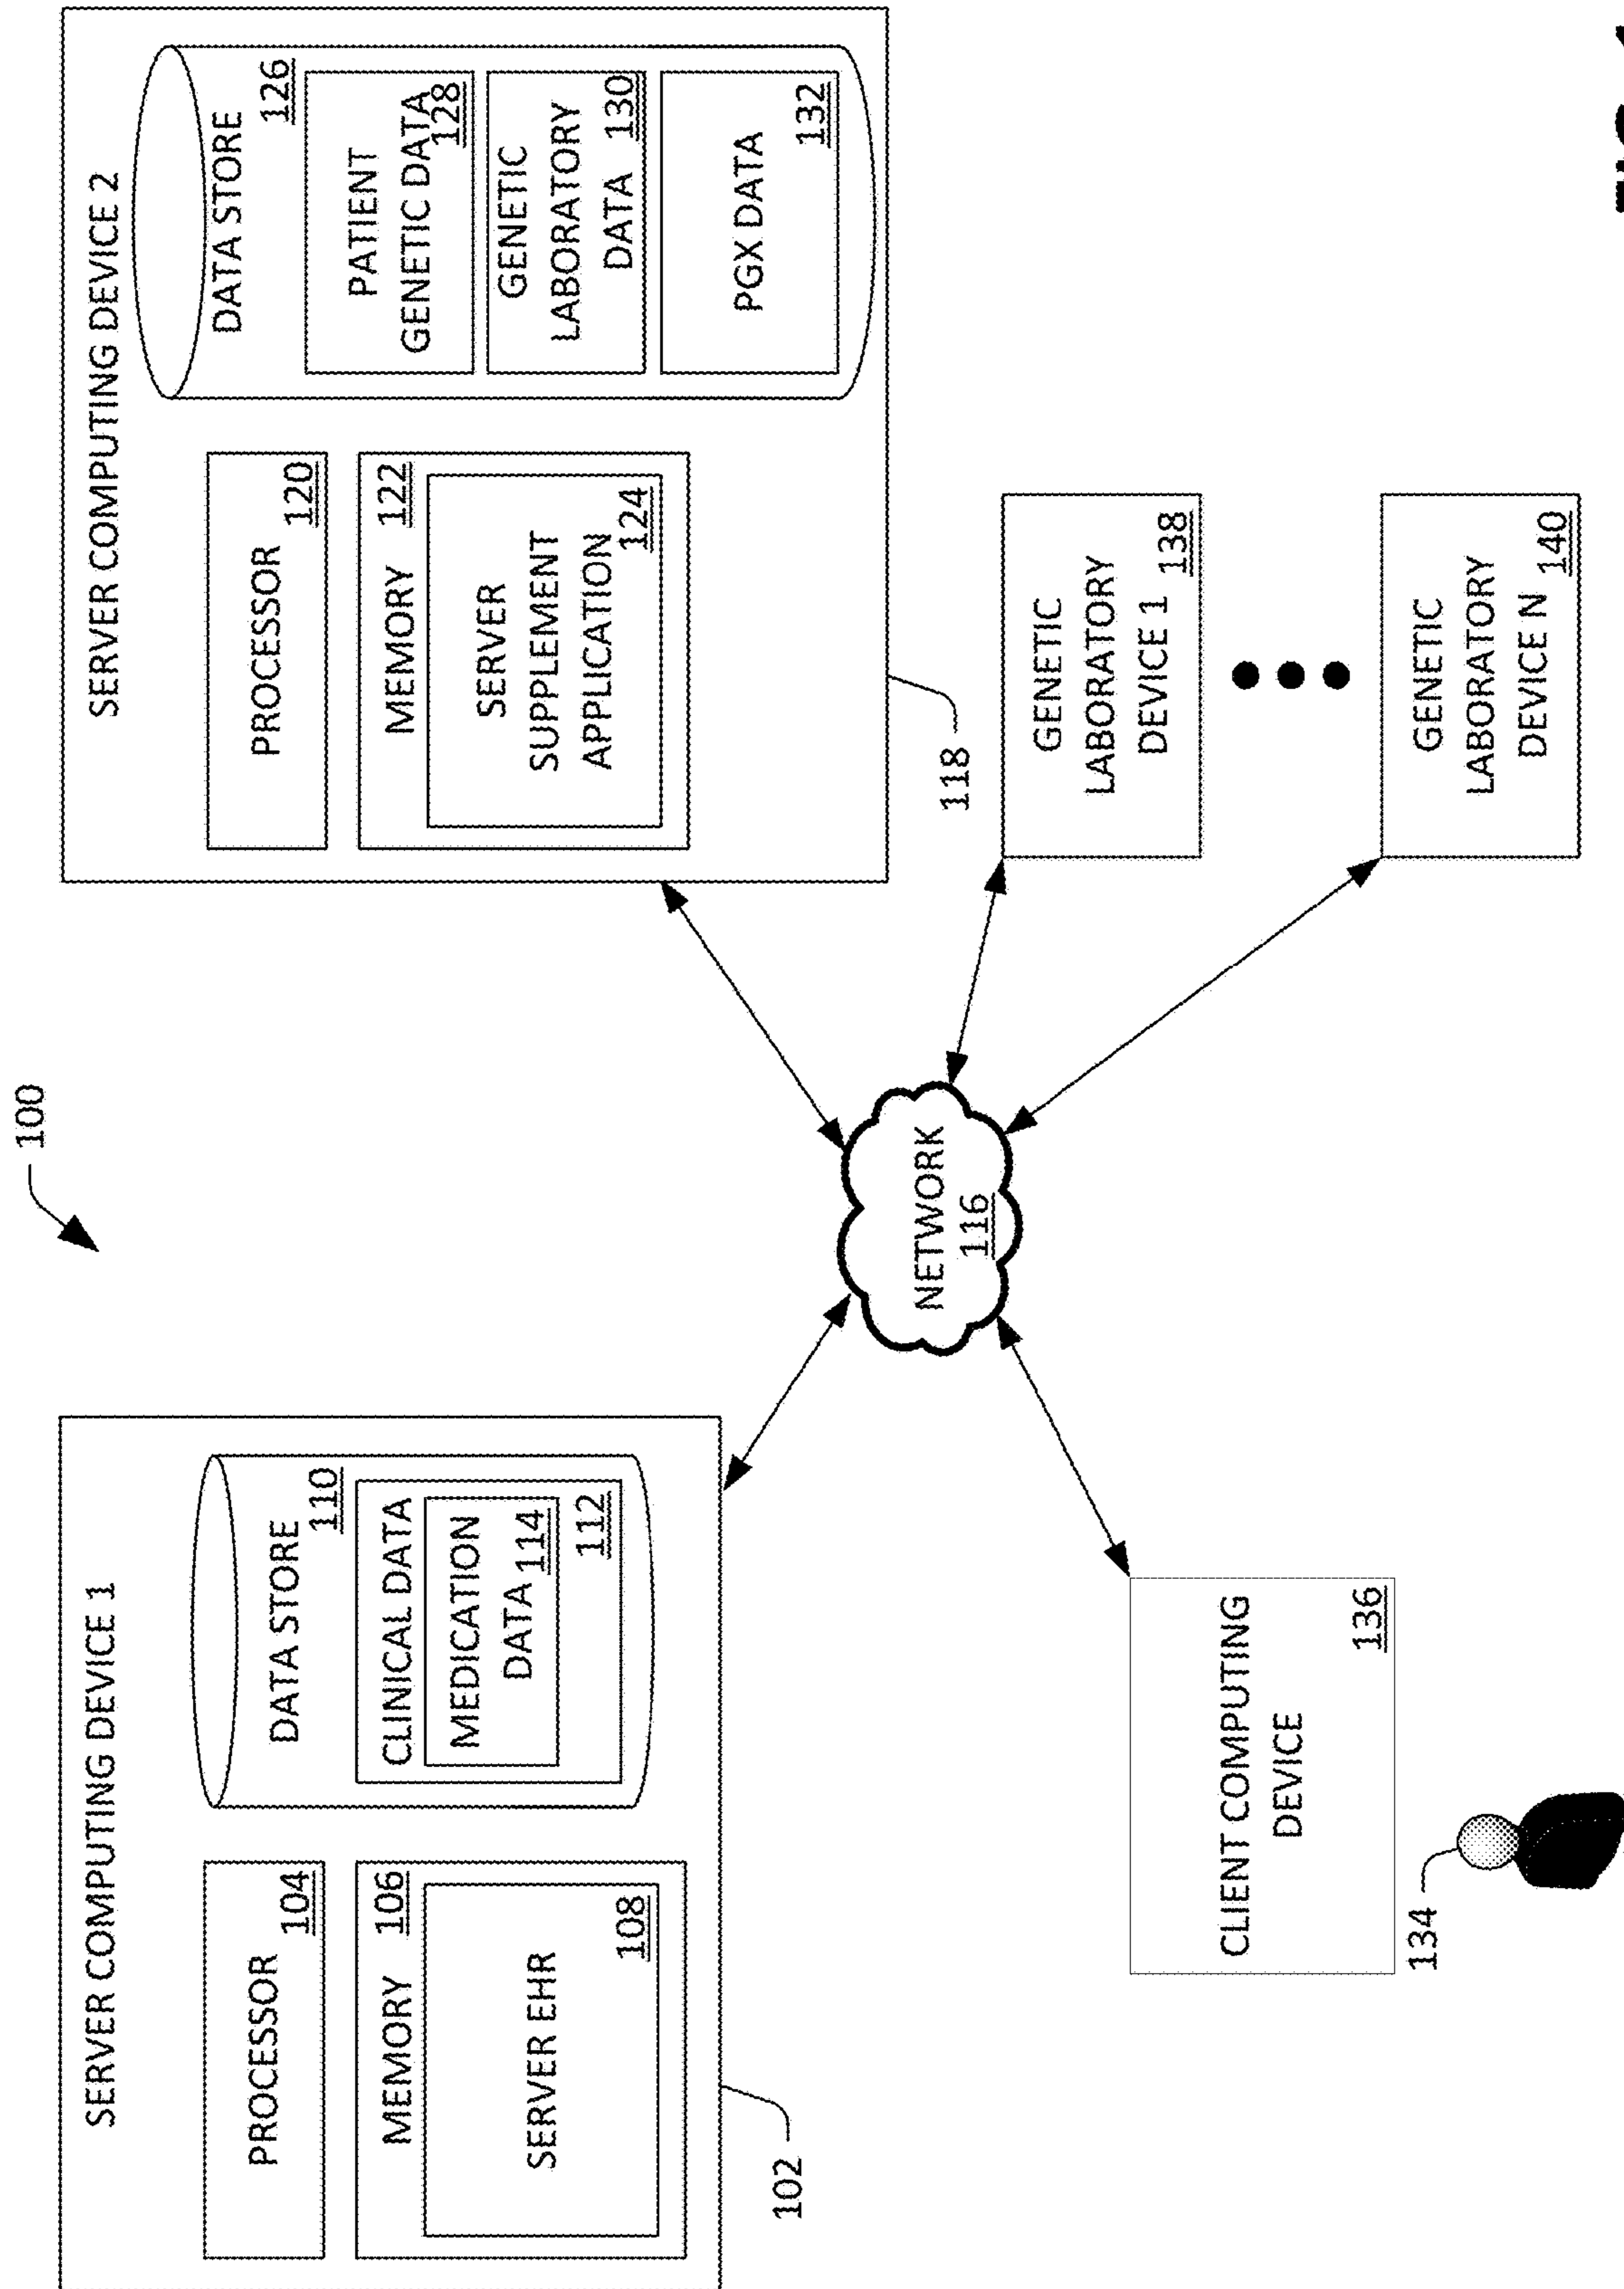 100
SERVER COMPUTING DEVICE 1
PROCESSOR
104
MEMORY 106
SERVER EHR
108
DATA STORE
110
CLINICAL DATA
MEDICATION
DATA 114
112
102
SERVER COMPUTING DEVICE 2
PROCESSOR
120
MEMORY 122
SERVER
SUPPLEMENT
APPLICATION
124
DATA STORE
126
PATIENT
GENETIC DATA
128
GENETIC
LABORATORY
DATA 130
PGX DATA
132
118
NETWORK
116
CLIENT COMPUTING
DEVICE
136
134
GENETIC
LABORATORY
DEVICE 1 138
GENETIC
LABORATORY
DEVICE N 140